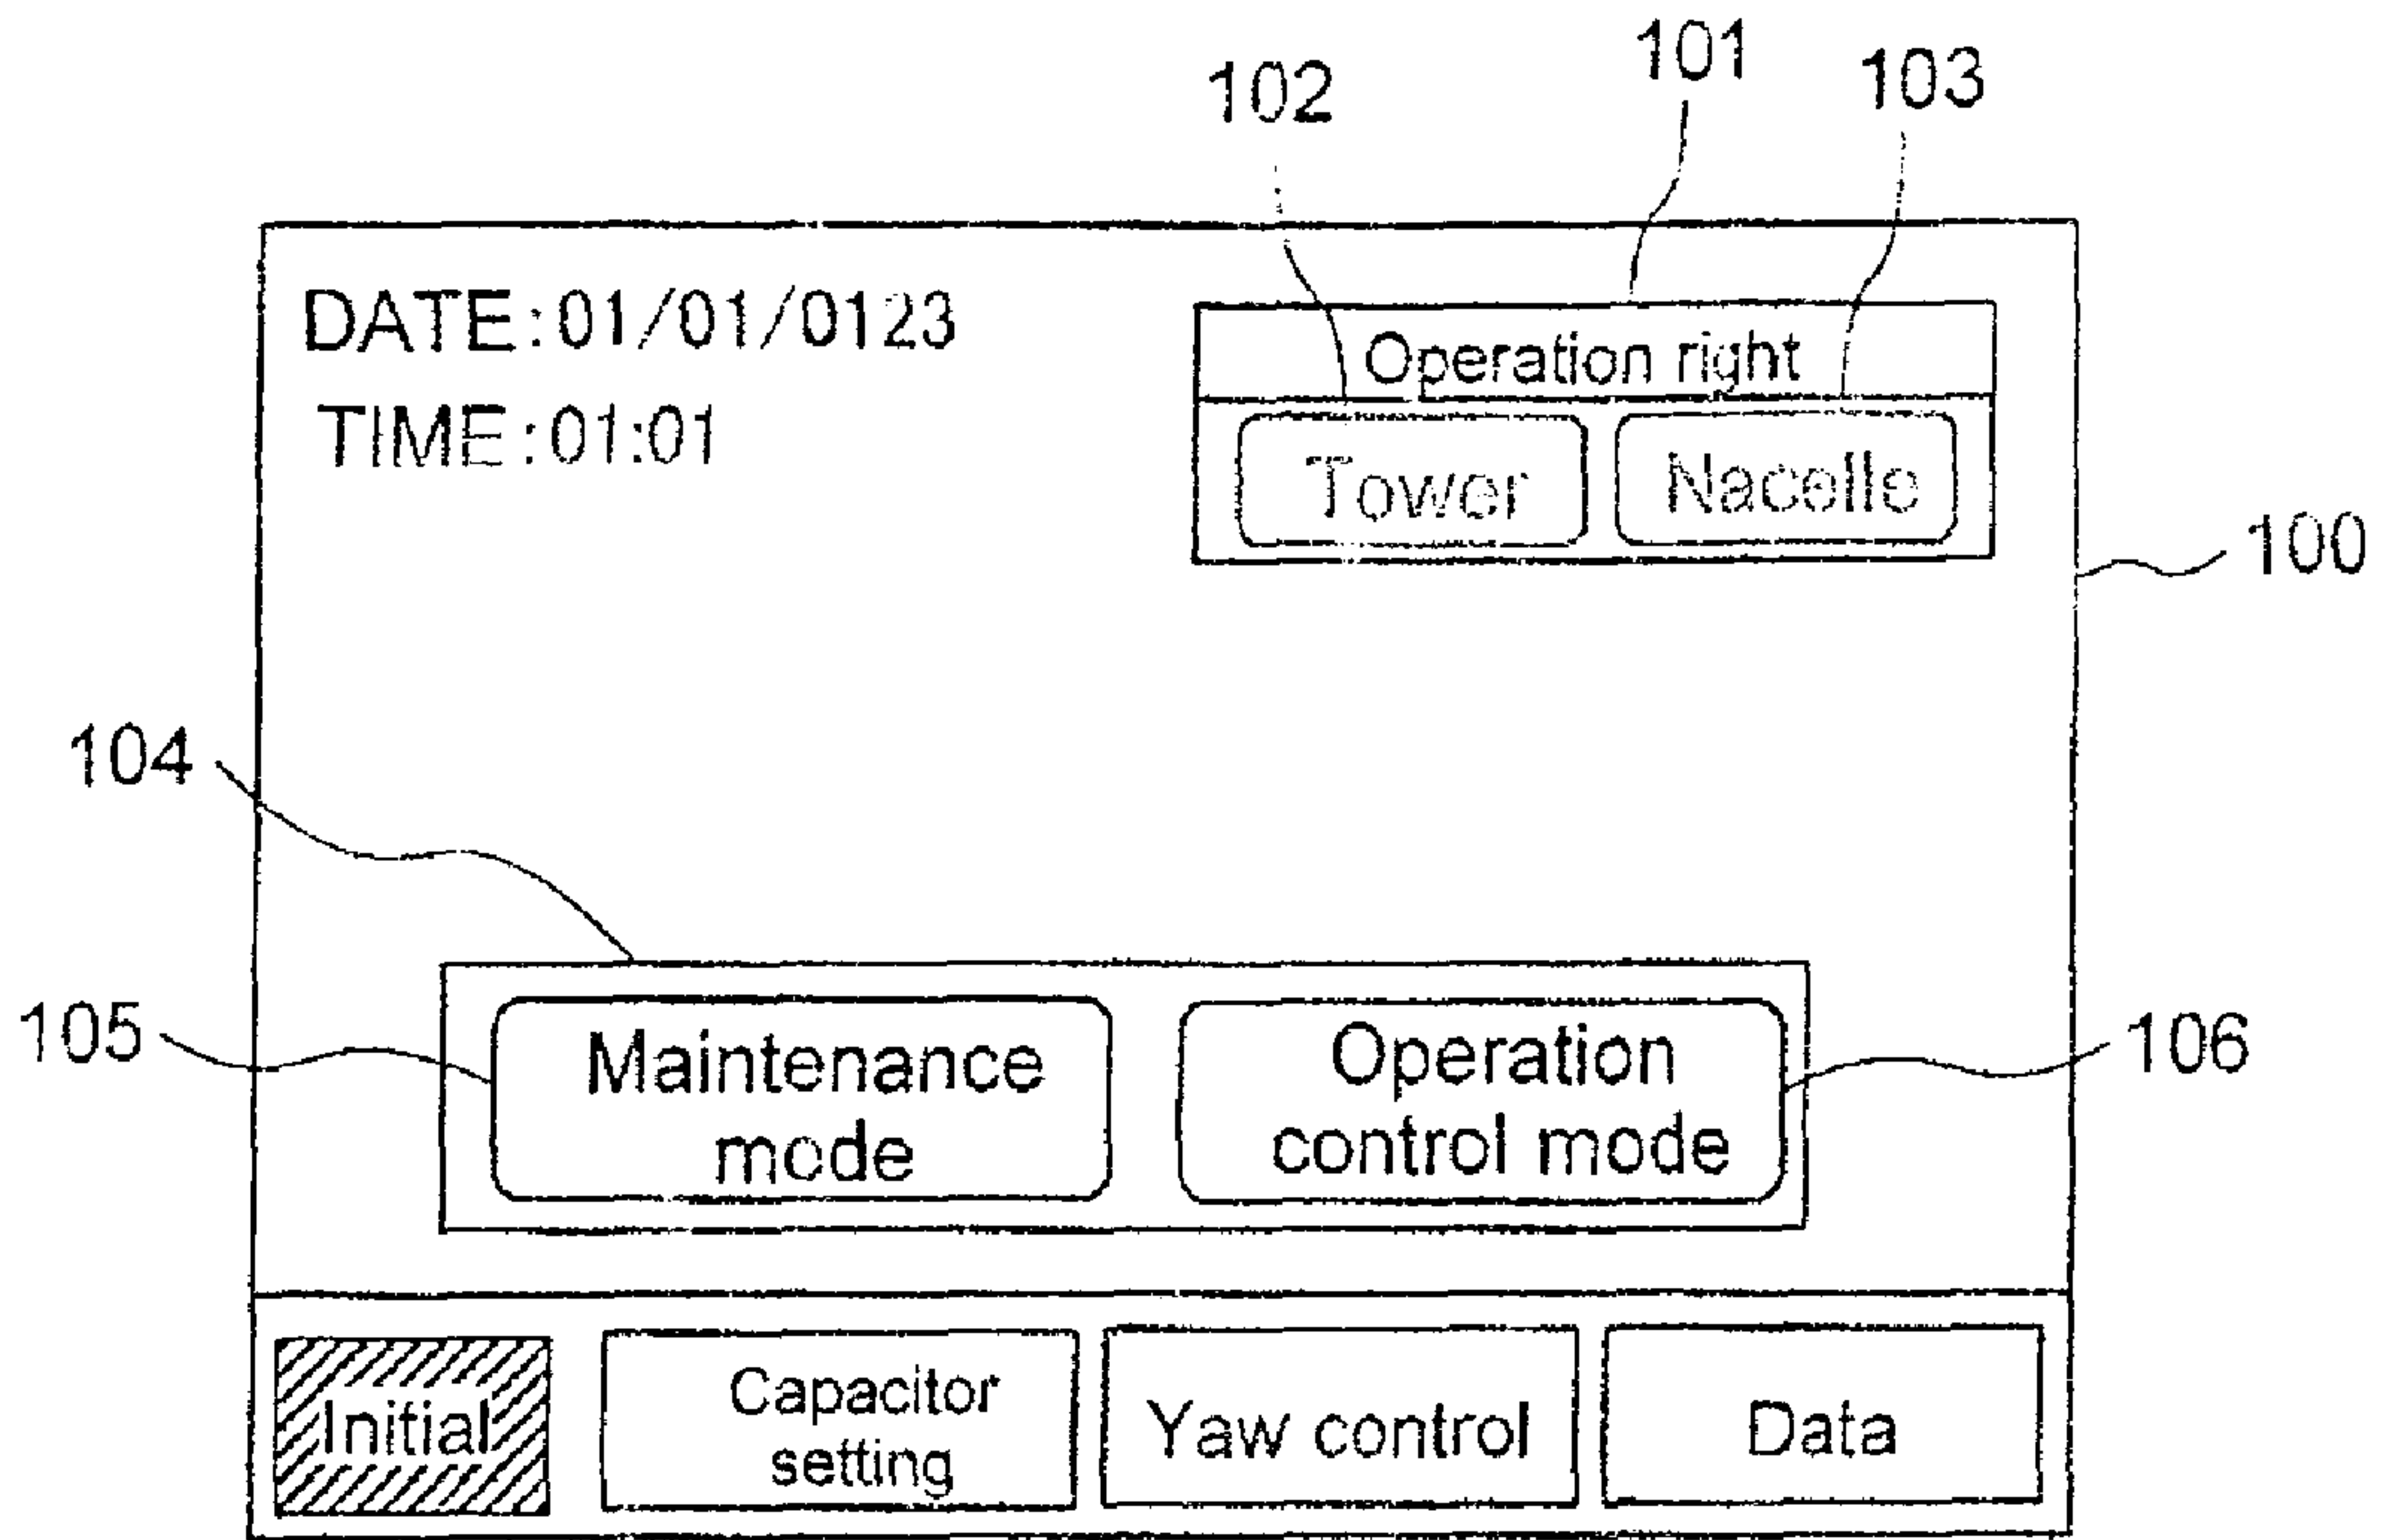 101
102
103
DATE:01/01/0123
Operation right
TIME:01:01
Tower
Nacelle
100
104
105
Maintenance
mode
Operation
control mode
106
Initial
Capacitor
setting
Yaw control
Data